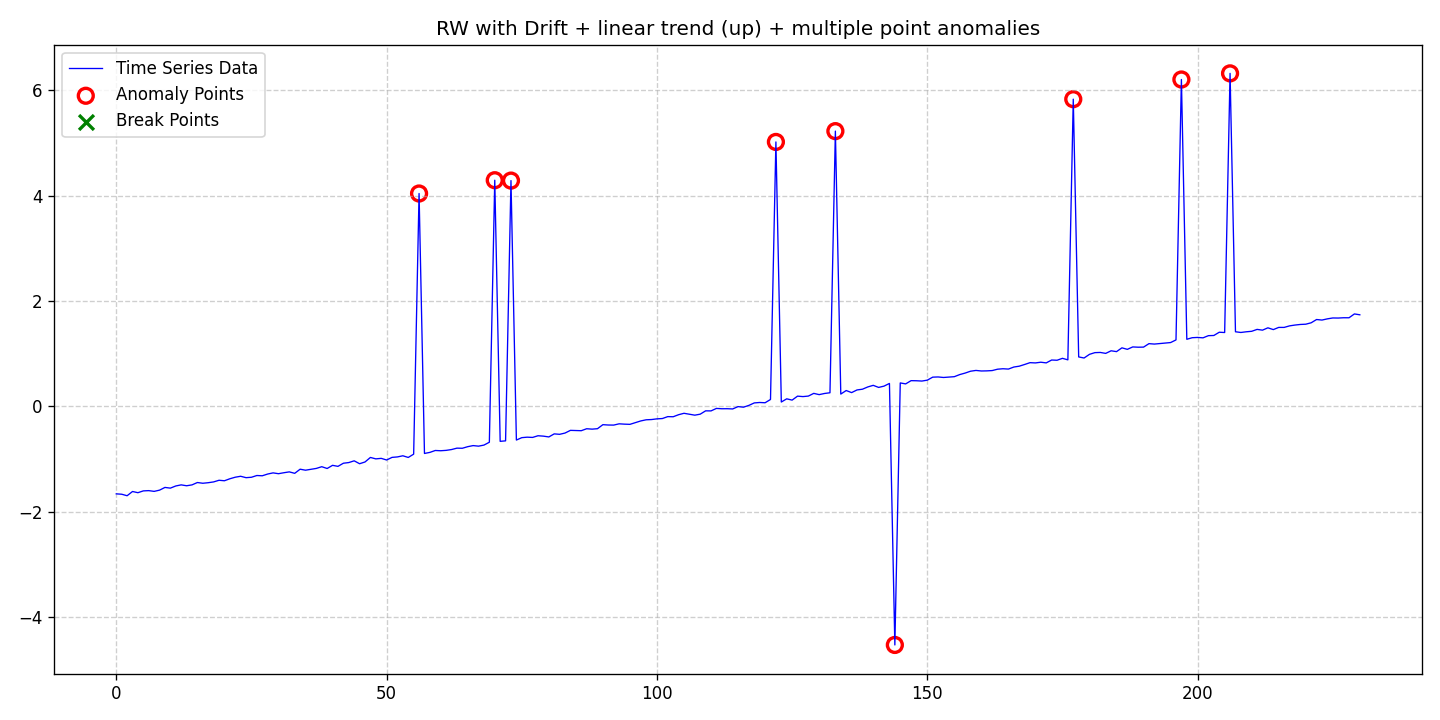 RW with Drift + linear trend (up) + multiple point anomalies
Time Series Data
Anomaly Points
Break Points
6
4
2
0
−2
−4
0 50 100 150 200